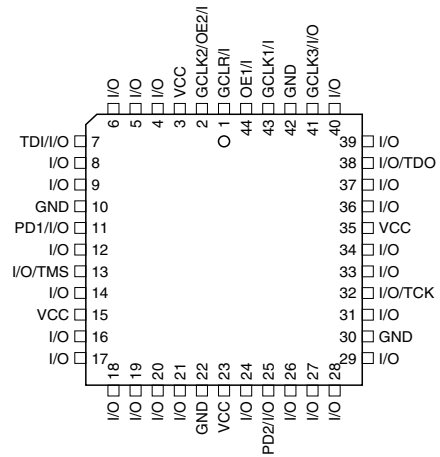 I/O
I/O
I/O
VCC
GCLK2/OE2/I
GCLR/I
OE1/I
GCLK1/I
GND
GCLK3/I/O
I/O
6
5
4
3
2
1
44
43
42
41
40
TDI/I/O 7
I/O 8
I/O 9
GND 10
PD1/I/O 11
I/O 12
I/O/TMS 13
I/O 14
VCC 15
I/O 16
I/O 17
39 I/O
38 I/O/TDO
37 I/O
36 I/O
35 VCC
34 I/O
33 I/O
32 I/O/TCK
31 I/O
30 GND
29 I/O
18
19
20
21
22
23
24
25
26
27
28
I/O
I/O
I/O
I/O
GND
VCC
I/O
PD2/I/O
I/O
I/O
I/O